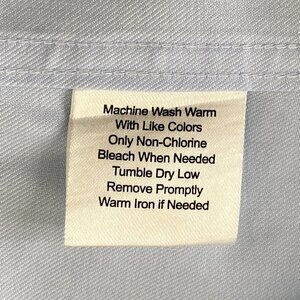 Machine Wash Warm
With Like Colors
Only Non-Chlorine
Bleach When Needed
Tumble Dry Low
Remove Promptly
Warm Iron if Needed